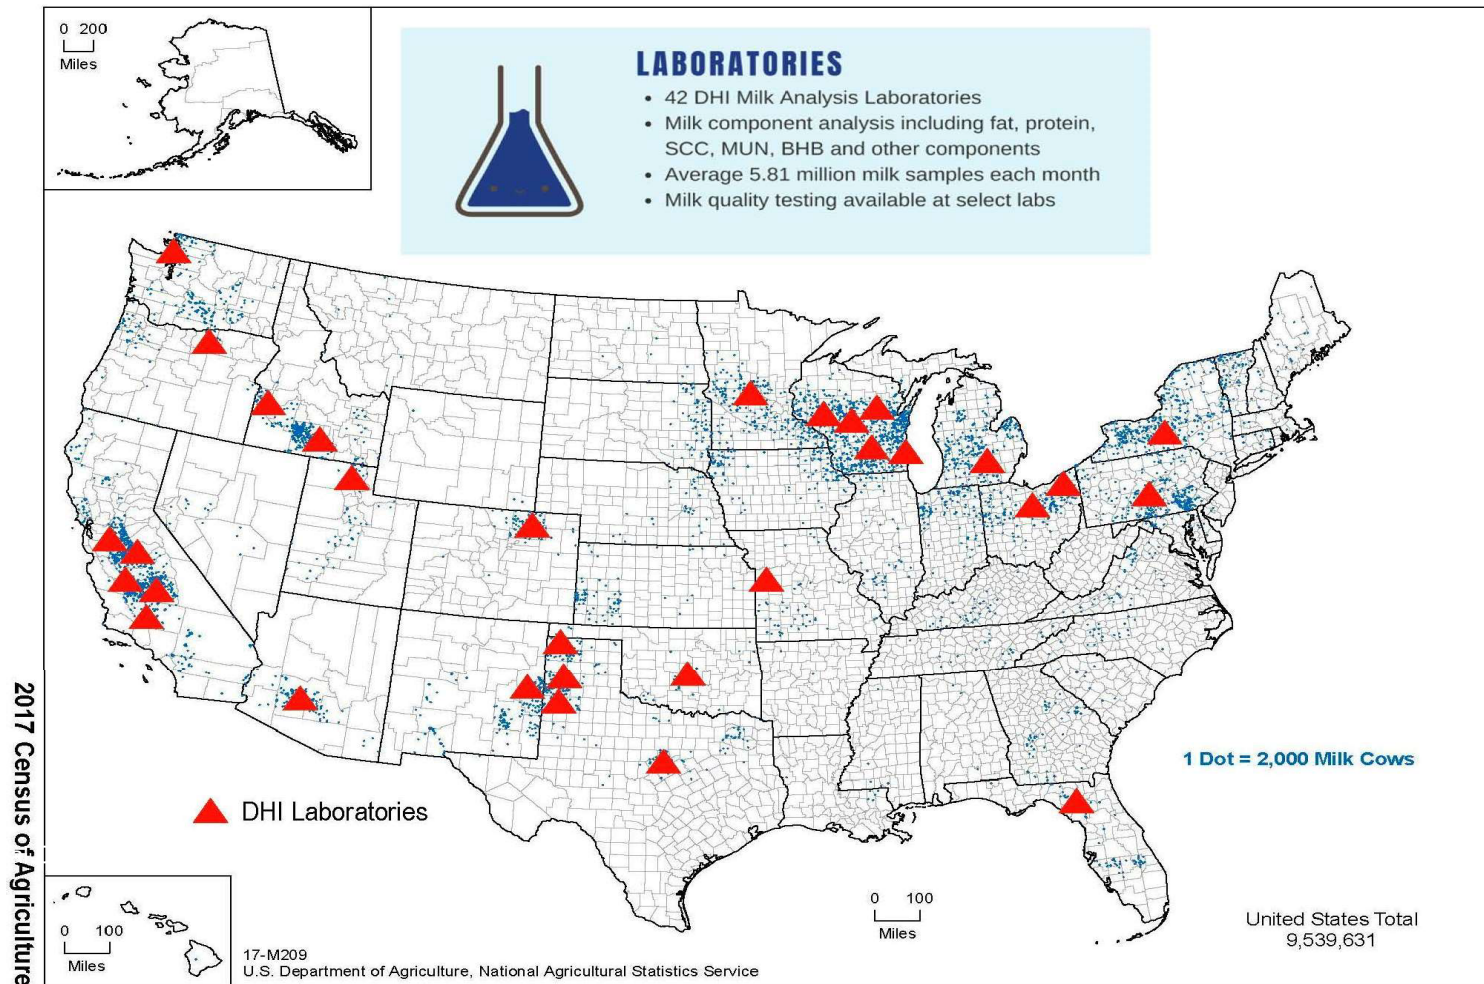 0 200
Miles
LABORATORIES
• 42 DHI Milk Analysis Laboratories
• Milk component analysis including fat, protein,
SCC, MUN, BHB and other components
• Average 5.81 million milk samples each month
• Milk quality testing available at select labs
1 Dot = 2,000 Milk Cows
DHI Laboratories
2017 Census of Agriculture
0 100
Miles
United States Total
9,539,631
0 100
Miles
17-M209
U.S. Department of Agriculture, National Agricultural Statistics Service